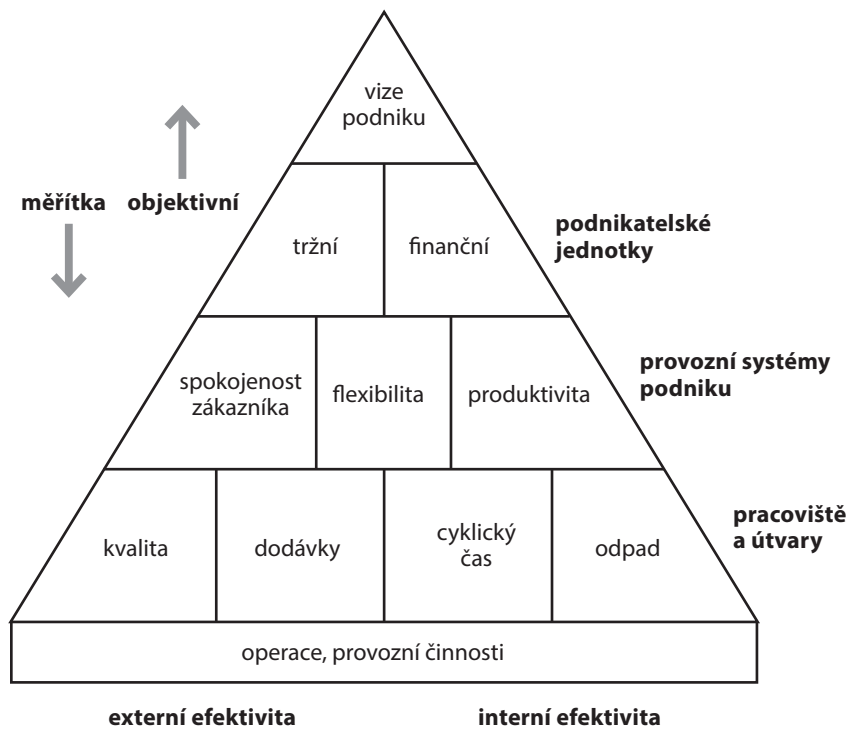 vize
podniku
měřítka objektivní
tržní
finanční
podnikatelské
jednotky
spokojenost
zákazníka
flexibilita
produktivita
provozní systémy
podniku
kvalita
dodávky
cyklický
čas
odpad
pracoviště
a útvary
operace, provozní činnosti
externí efektivita
interní efektivita